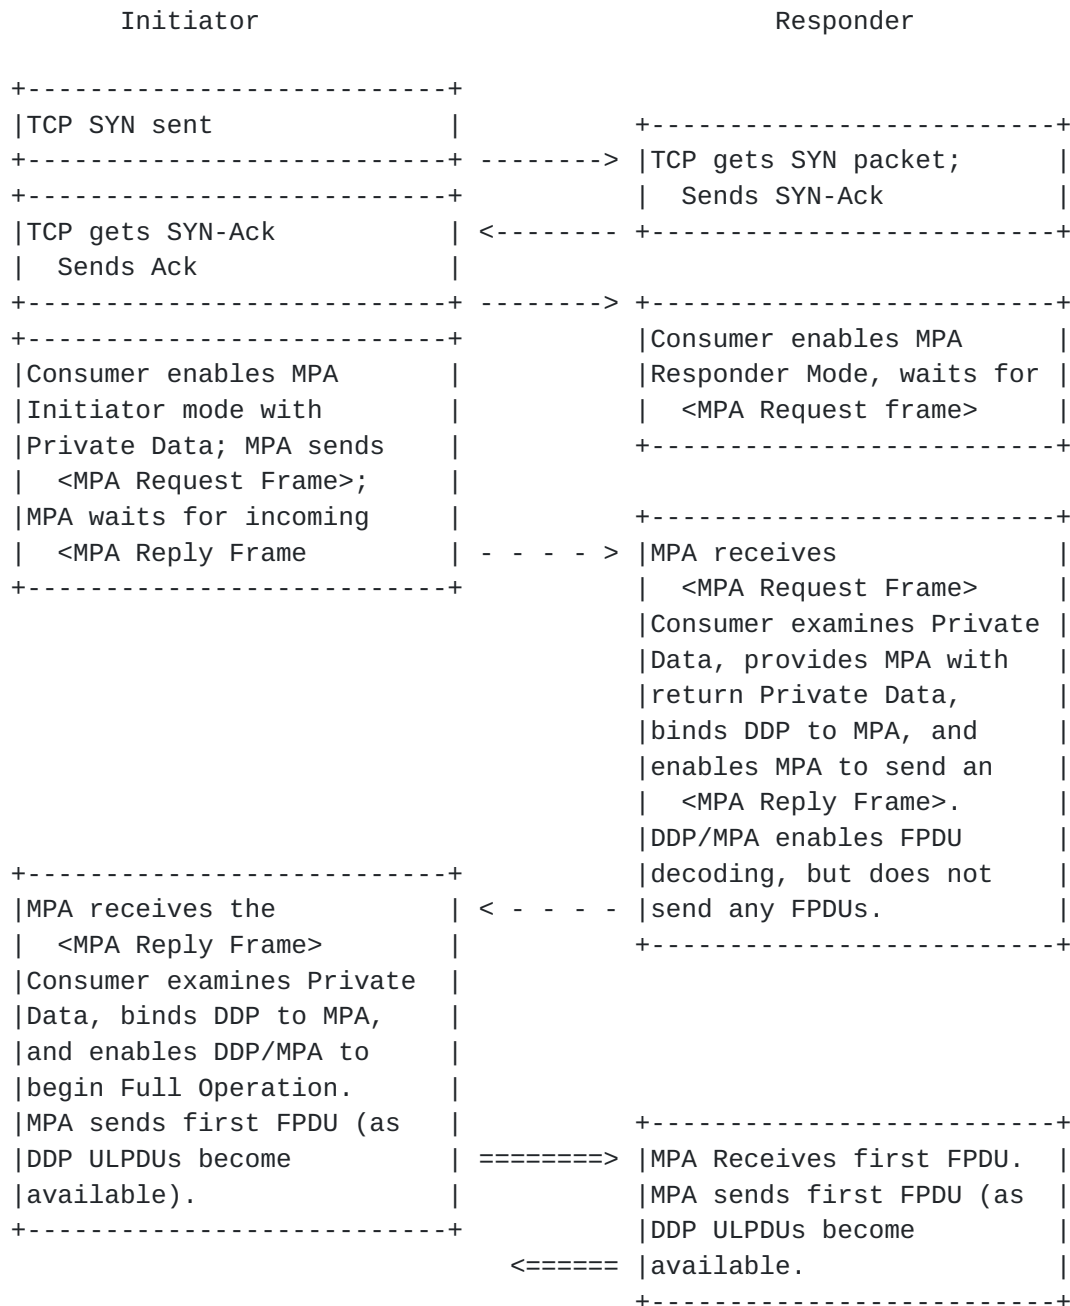 Initiator                                 Responder

+---------------------------+
|TCP SYN sent               |           +--------------------------+
+---------------------------+ --------> |TCP gets SYN packet;      |
+---------------------------+           |  Sends SYN-Ack           |
|TCP gets SYN-Ack           | <-------- +--------------------------+
|  Sends Ack                |
+---------------------------+ --------> +--------------------------+
+---------------------------+           |Consumer enables MPA      |
|Consumer enables MPA       |           |Responder Mode, waits for |
|Initiator mode with        |           |  <MPA Request frame>     |
|Private Data; MPA sends    |           +--------------------------+
|  <MPA Request Frame>;     |
|MPA waits for incoming     |           +--------------------------+
|  <MPA Reply Frame         | - - - - > |MPA receives              |
+---------------------------+           |  <MPA Request Frame>     |
                                        |Consumer examines Private |
                                        |Data, provides MPA with   |
                                        |return Private Data,      |
                                        |binds DDP to MPA, and     |
                                        |enables MPA to send an    |
                                        |  <MPA Reply Frame>.      |
                                        |DDP/MPA enables FPDU      |
+---------------------------+           |decoding, but does not    |
|MPA receives the           | < - - - - |send any FPDUs.           |
|  <MPA Reply Frame>        |           +--------------------------+
|Consumer examines Private  |
|Data, binds DDP to MPA,    |
|and enables DDP/MPA to     |
|begin Full Operation.      |
|MPA sends first FPDU (as   |           +--------------------------+
|DDP ULPDUs become          | ========> |MPA Receives first FPDU.  |
|available).                |           |MPA sends first FPDU (as  |
+---------------------------+           |DDP ULPDUs become         |
                                <====== |available.                |
                                        +--------------------------+